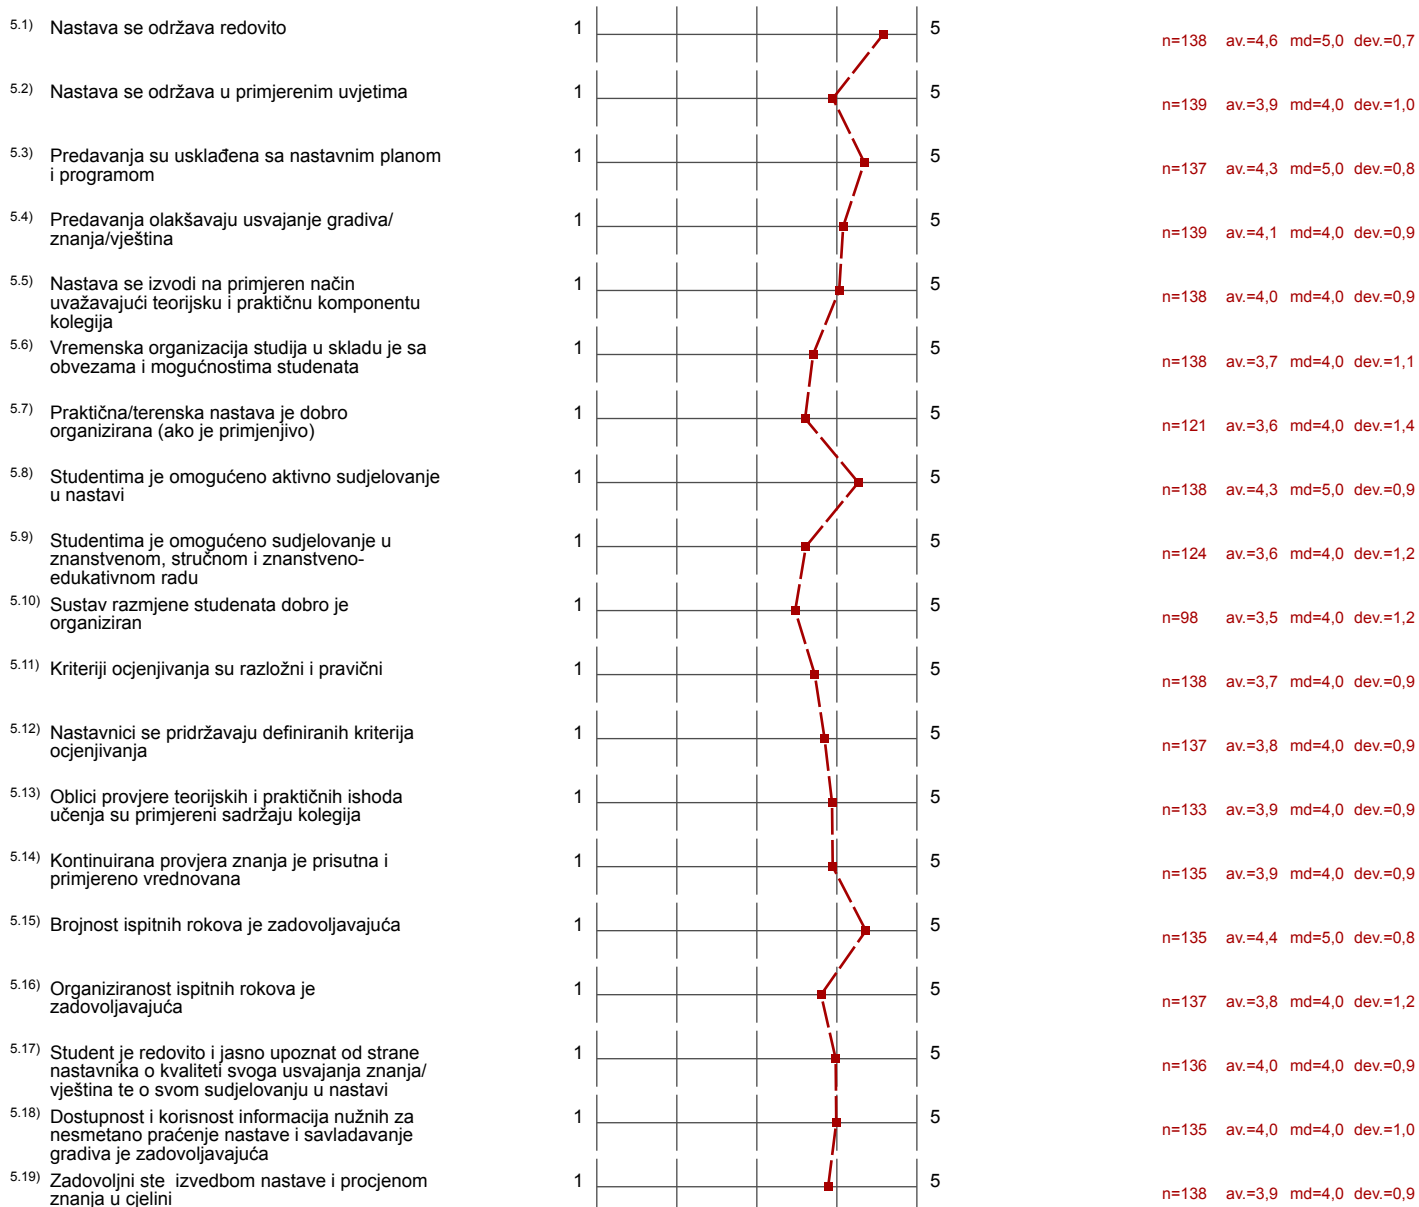 5.1) Nastava se održava redovito 1 5 n=138 av.=4,6 md=5,0 dev.=0,7
5.2) Nastava se održava u primjerenim uvjetima 1 5 n=139 av.=3,9 md=4,0 dev.=1,0
5.3) Predavanja su usklađena sa nastavnim planom
i programom 1 5 n=137 av.=4,3 md=5,0 dev.=0,8
5.4) Predavanja olakšavaju usvajanje gradiva/
znanja/vještina 1 5 n=139 av.=4,1 md=4,0 dev.=0,9
5.5) Nastava se izvodi na primjeren način
uvažavajući teorijsku i praktičnu komponentu
kolegija 1 5 n=138 av.=4,0 md=4,0 dev.=0,9
5.6) Vremenska organizacija studija u skladu je sa
obvezama i mogućnostima studenata 1 5 n=138 av.=3,7 md=4,0 dev.=1,1
5.7) Praktična/terenska nastava je dobro
organizirana (ako je primjenjivo) 1 5 n=121 av.=3,6 md=4,0 dev.=1,4
5.8) Studentima je omogućeno aktivno sudjelovanje
u nastavi 1 5 n=138 av.=4,3 md=5,0 dev.=0,9
5.9) Studentima je omogućeno sudjelovanje u
znanstvenom, stručnom i znanstveno-
edukativnom radu 1 5 n=124 av.=3,6 md=4,0 dev.=1,2
5.10) Sustav razmjene studenata dobro je
organiziran 1 5 n=98 av.=3,5 md=4,0 dev.=1,2
5.11) Kriteriji ocjenjivanja su razložni i pravični 1 5 n=138 av.=3,7 md=4,0 dev.=0,9
5.12) Nastavnici se pridržavaju definiranih kriterija
ocjenjivanja 1 5 n=137 av.=3,8 md=4,0 dev.=0,9
5.13) Oblici provjere teorijskih i praktičnih ishoda
učenja su primjereni sadržaju kolegija 1 5 n=133 av.=3,9 md=4,0 dev.=0,9
5.14) Kontinuirana provjera znanja je prisutna i
primjereno vrednovana 1 5 n=135 av.=3,9 md=4,0 dev.=0,9
5.15) Brojnost ispitnih rokova je zadovoljavajuća 1 5 n=135 av.=4,4 md=5,0 dev.=0,8
5.16) Organiziranost ispitnih rokova je
zadovoljavajuća 1 5 n=137 av.=3,8 md=4,0 dev.=1,2
5.17) Student je redovito i jasno upoznat od strane
nastavnika o kvaliteti svoga usvajanja znanja/
vještina te o svom sudjelovanju u nastavi 1 5 n=136 av.=4,0 md=4,0 dev.=0,9
5.18) Dostupnost i korisnost informacija nužnih za
nesmetano praćenje nastave i savladavanje
gradiva je zadovoljavajuća 1 5 n=135 av.=4,0 md=4,0 dev.=1,0
5.19) Zadovoljni ste izvedbom nastave i procjenom
znanja u cjelini 1 5 n=138 av.=3,9 md=4,0 dev.=0,9